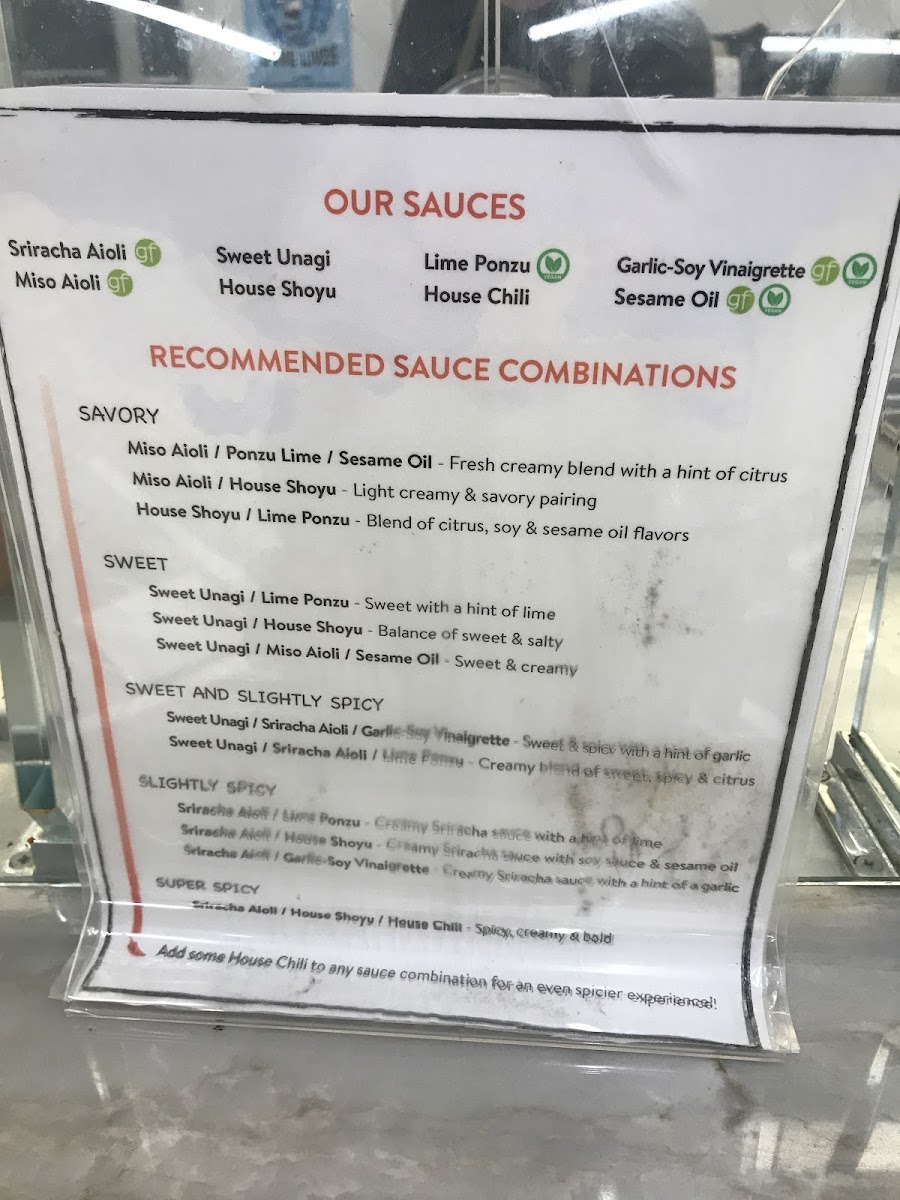 OUR SAUCES
Sriracha Aioli gf Sweet Unagi Lime Ponzu VEGAN Garlic-Soy Vinaigrette gf VEGAN
Miso Aioli gf House Shoyu House Chili Sesame Oil gf VEGAN
RECOMMENDED SAUCE COMBINATIONS
SAVORY
Miso Aioli / Ponzu Lime / Sesame Oil - Fresh creamy blend with a hint of citrus
Miso Aioli / House Shoyu - Light creamy & savory pairing
House Shoyu / Lime Ponzu - Blend of citrus, soy & sesame oil flavors
SWEET
Sweet Unagi / Lime Ponzu - Sweet with a hint of lime
Sweet Unagi / House Shoyu - Balance of sweet & salty
Sweet Unagi / Miso Aioli / Sesame Oil - Sweet & creamy
SWEET AND SLIGHTLY SPICY
Sweet Unagi / Sriracha Aioli / Garlic-Soy Vinaigrette - Sweet & spicy with a hint of garlic
Sweet Unagi / Sriracha Aioli / Lime Ponzu - Creamy blend of sweet, spicy & citrus
SLIGHTLY SPICY
Sriracha Aioli / Lime Ponzu - Creamy Sriracha sauce with a hint of lime
Sriracha Aioli / House Shoyu - Creamy Sriracha sauce with soy sauce & sesame oil
Sriracha Aioli / Garlic-Soy Vinaigrette - Creamy Sriracha sauce with a hint of a garlic
SUPER SPICY
Sriracha Aioli / House Shoyu / House Chili - Spicy, creamy & bold
Add some House Chili to any sauce combination for an even spicier experience!